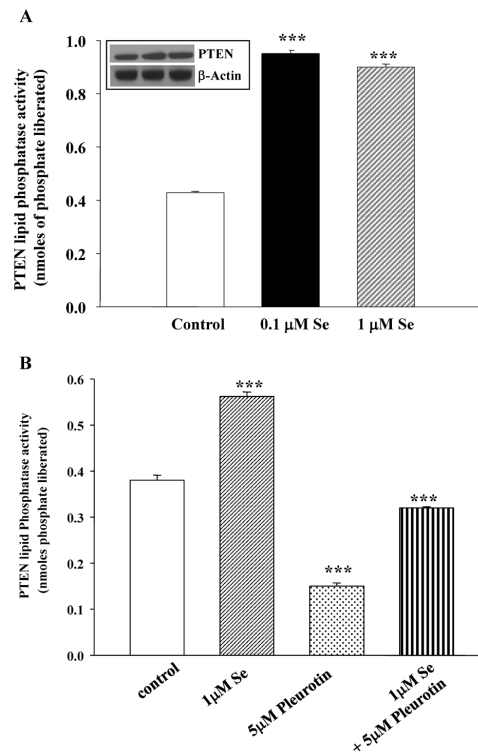 A
PTEN lipid phosphatase activity
(nmoles of phosphate liberated)
1.0
0.8
0.6
0.4
0.2
0.0
PTEN
β-Actin
***
***
Control
0.1 μM Se
1 μM Se
B
PTEN lipid Phosphatase activity
(nmoles phosphate liberated)
0.6
0.5
0.4
0.3
0.2
0.1
0.0
***
***
***
control
1μM Se
5μM Pleurotin
1μM Se
+ 5μM Pleurotin